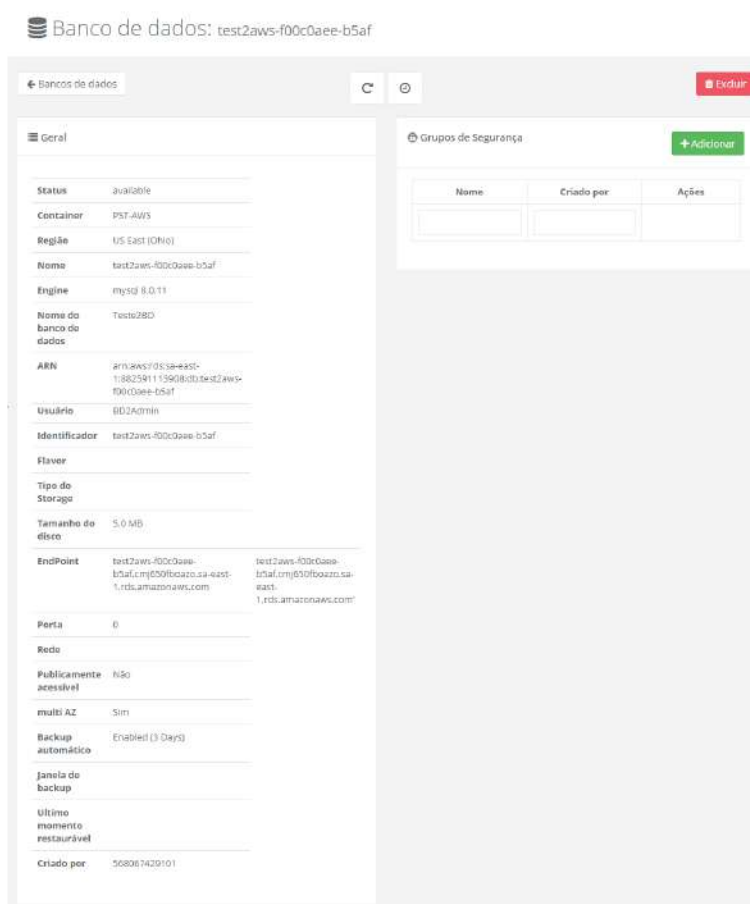 Banco de dados: test2aws-f00c0aee-b5af
Bancos de dados
Excluir
Geral
Status available
Container PST-AWS
Região US East (Ohio)
Nome test2aws-f00c0aee-b5af
Engine mysql 8.0.11
Nome do Teste2BD
banco de
dados
ARN arn:aws:rds:sa-east-
1:882591113908:db:test2aws-
f00c0aee-b5af
Usuário BD2Admin
Identificador test2aws-f00c0aee-b5af
Flavor
Tipo do
Storage
Tamanho do 5.0 MB
disco
EndPoint test2aws-f00c0aee- test2aws-f00c0aee-
b5af.cmj650fboazo.sa-east- b5af.cmj650fboazo.sa-
1.rds.amazonaws.com east-
1.rds.amazonaws.com'
Porta 0
Rede
Publicamente Não
acessível
multi AZ Sim
Backup Enabled (3 Days)
automático
Janela de
backup
Ultimo
momento
restaurável
Criado por 568067429101
Grupos de Segurança
Adicionar
Nome Criado por Ações